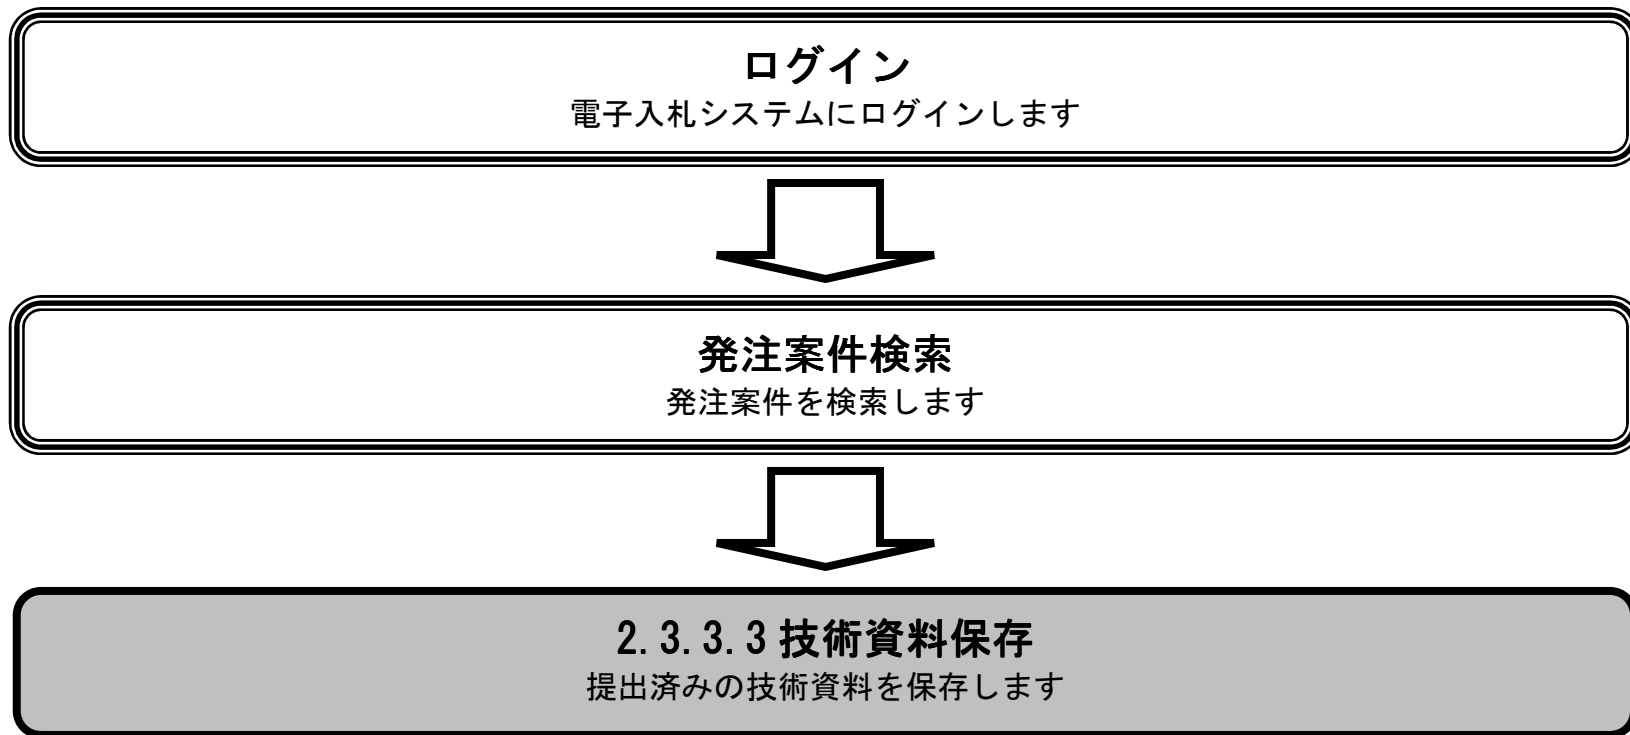 ログイン
電子入札システムにログインします
発注案件検索
発注案件を検索します
2.3.3.3 技術資料保存
提出済みの技術資料を保存します